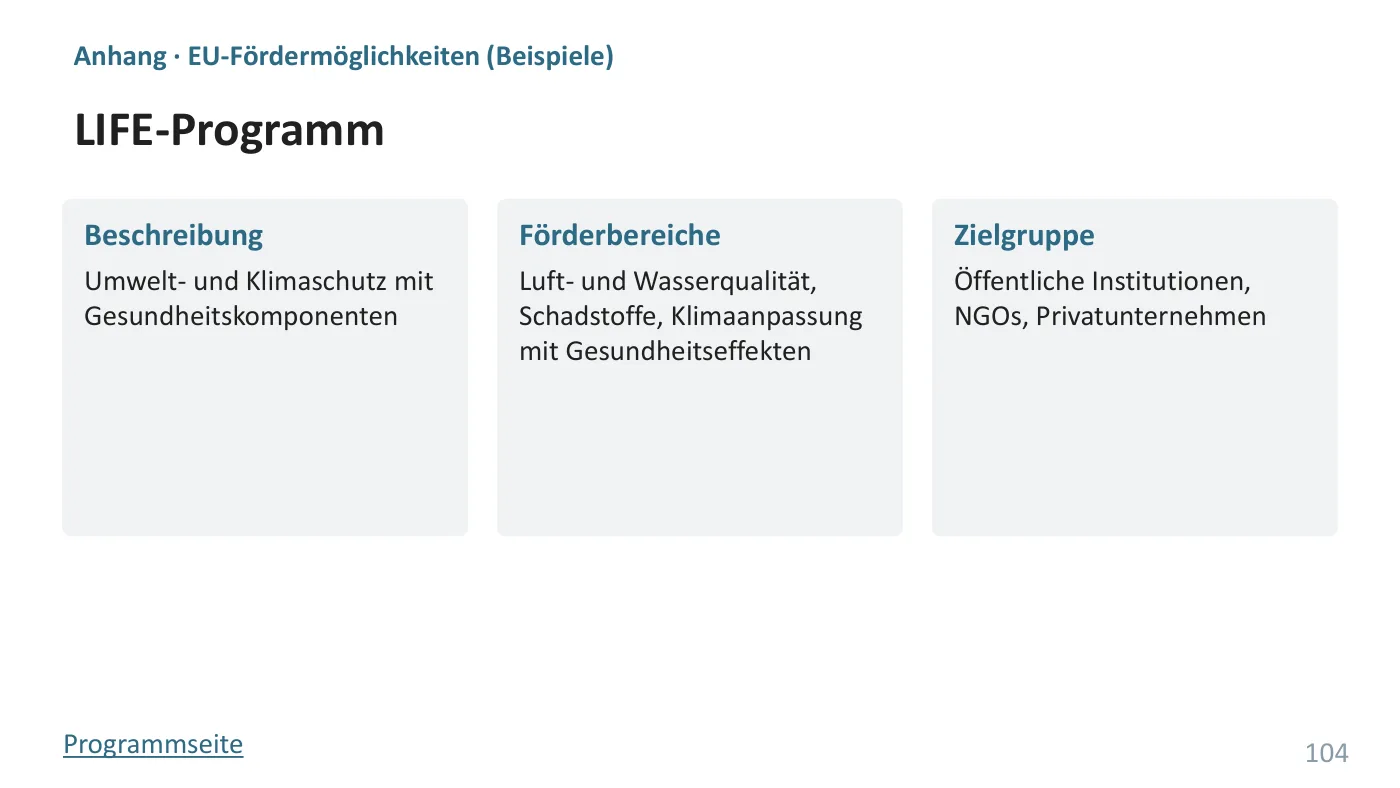 Anhang · EU-Fördermöglichkeiten (Beispiele)
LIFE-Programm
Beschreibung
Umwelt- und Klimaschutz mit
Gesundheitskomponenten
Förderbereiche
Luft- und Wasserqualität,
Schadstoffe, Klimaanpassung
mit Gesundheitseffekten
Zielgruppe
Öffentliche Institutionen,
NGOs, Privatunternehmen
Programmseite
104